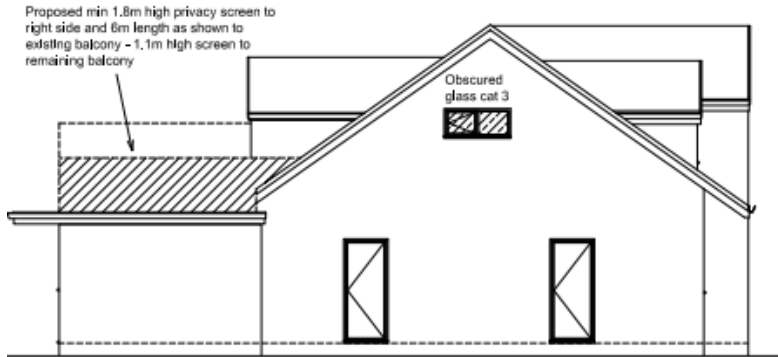 Proposed min 1.8m high privacy screen to
right side and 6m length as shown to
existing balcony - 1.1m high screen to
remaining balcony
Obscured
glass cat 3